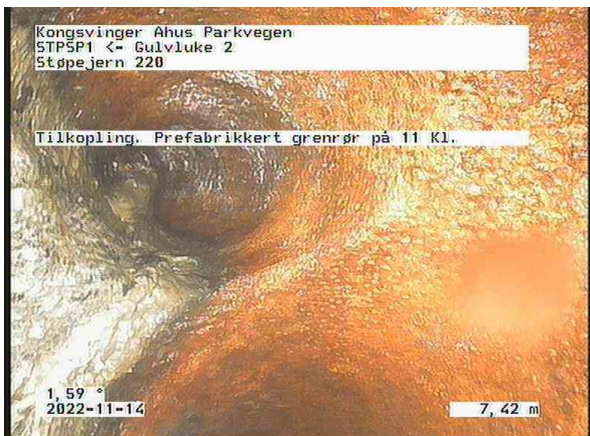 Kongsvinger Ahus Parkvegen
STPSP1 <- Gulvluke 2
Støpejern 220
Tilkopling. Prefabrikkert grenrør på 11 Kl.
1,59 °
2022-11-14
7,42 m